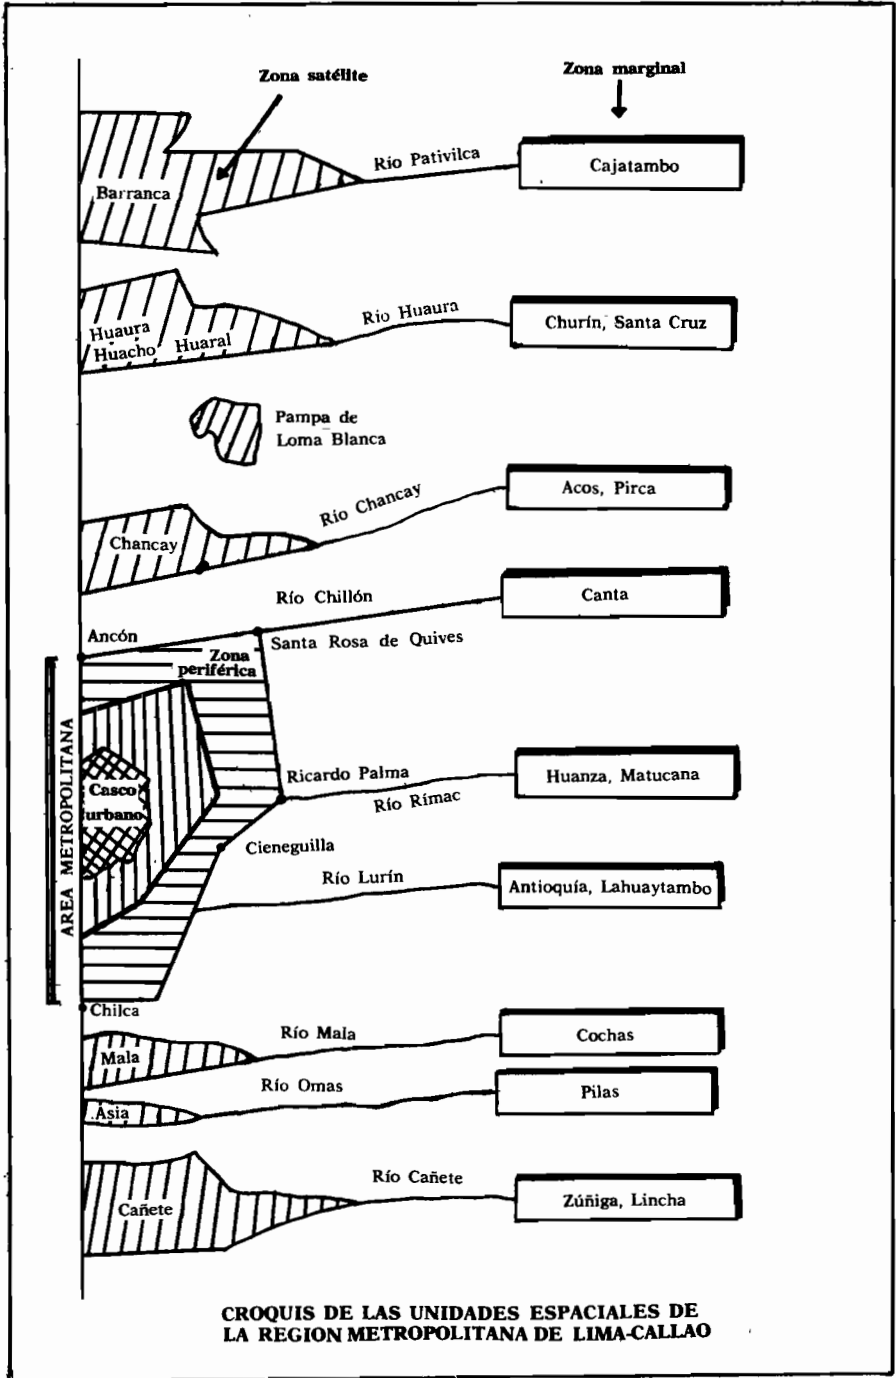 Zona satélite
Zona marginal
Barranca
Río Pativilca
Cajatambo
Huaura
Huacho Huaral
Río Huaura
Churín, Santa Cruz
Pampa de
Loma Blanca
Chancay
Río Chancay
Acos, Pirca
Río Chillón
Canta
Ancón
Santa Rosa de Quives
Zona
periférica
AREA METROPOLITANA
Casco
urbano
Ricardo Palma
Río Rímac
Huanza, Matucana
Cieneguilla
Río Lurín
Antioquía, Lahuaytambo
Chilca
Mala
Río Mala
Cochas
Asia
Río Omas
Pilas
Cañete
Río Cañete
Zúñiga, Lincha
CROQUIS DE LAS UNIDADES ESPACIALES DE
LA REGION METROPOLITANA DE LIMA-CALLAO